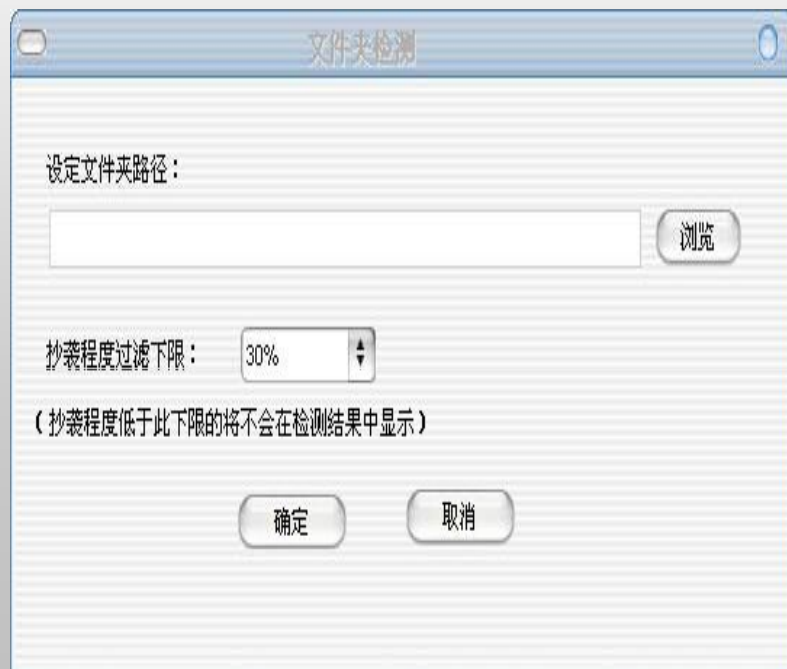 文件夹检测
设定文件夹路径：
浏览
抄袭程度过滤下限： 30%
（抄袭程度低于此下限的将不会在检测结果中显示）
确定 取消